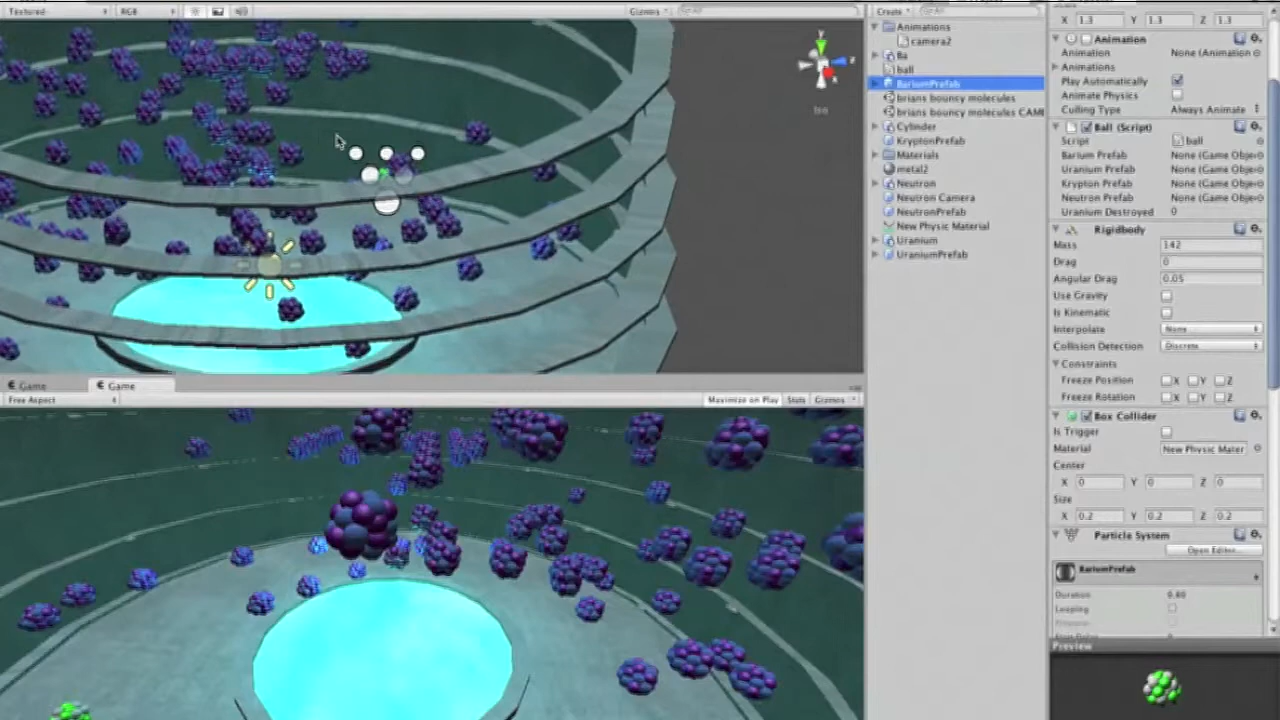 Textured
RGB
Gizmos
Iso
Game
Game
Free Aspect
Maximize on Play
Stats
Gizmos
Create
Animations
camera2
Ba
ball
BariumPrefab
brians bouncy molecules
brians bouncy molecules CAME
Cylinder
KryptonPrefab
Materials
metal2
Neutron
Neutron Camera
NeutronPrefab
New Physic Material
Uranium
UraniumPrefab
X 1.3 Y 1.3 Z 1.3
Animation
Animation None (Animation
Animations
Play Automatically
Animate Physics
Culling Type Always Animate
Ball (Script)
Script ball
Barium Prefab None (Game Obje
Uranium Prefab None (Game Obje
Krypton Prefab None (Game Obje
Neutron Prefab None (Game Obje
Uranium Destroyed 0
Rigidbody
Mass 142
Drag 0
Angular Drag 0.05
Use Gravity
Is Kinematic
Interpolate None
Collision Detection Discrete
Constraints
Freeze Position X Y Z
Freeze Rotation X Y Z
Box Collider
Is Trigger
Material New Physic Mater
Center
X 0 Y 0 Z 0
Size
X 0.2 Y 0.2 Z 0.2
Particle System
Open Editor...
BariumPrefab
Duration 0.80
Looping
Preview